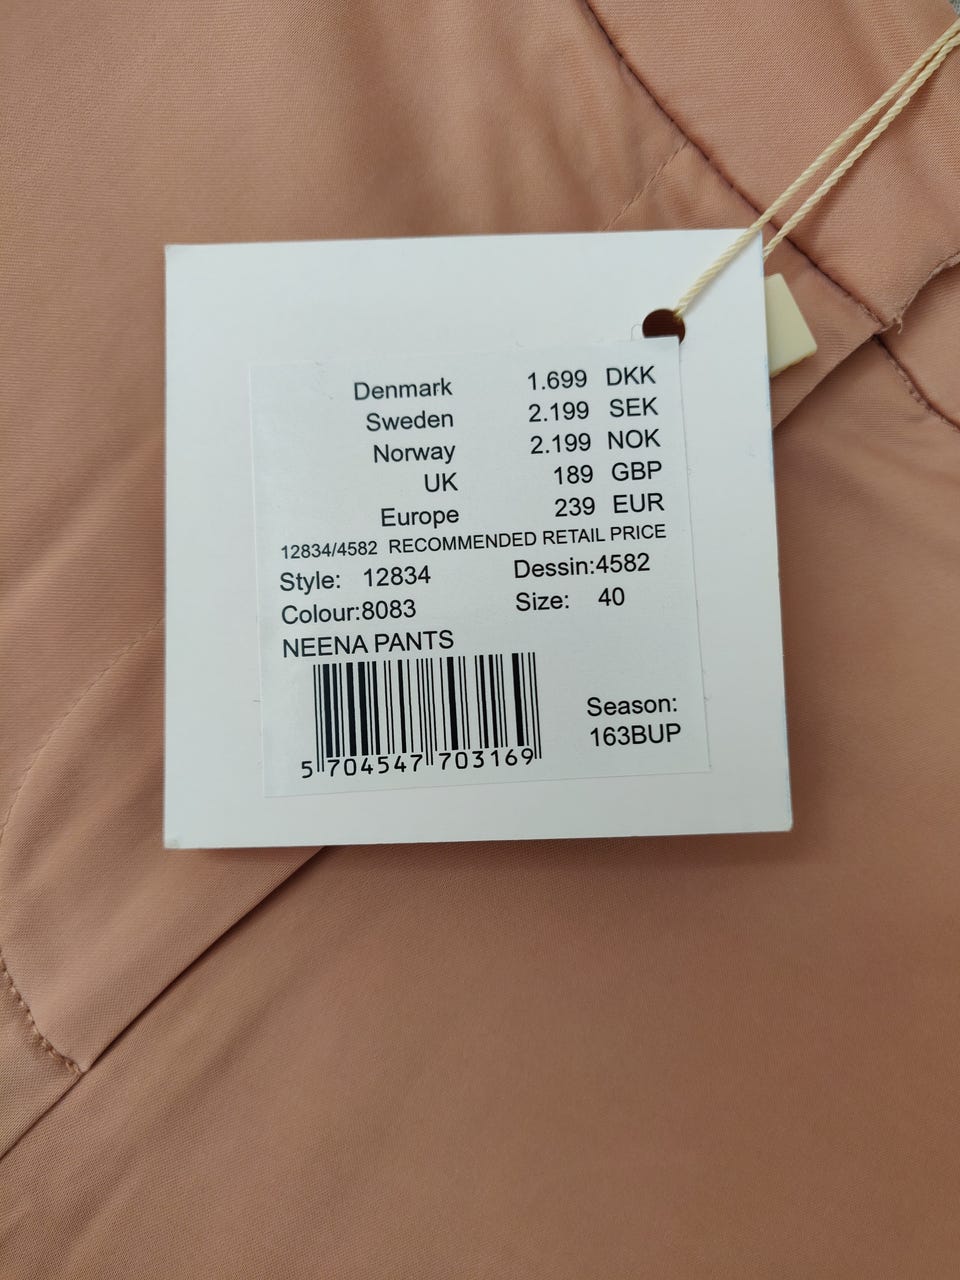 Denmark 1.699 DKK
Sweden 2.199 SEK
Norway 2.199 NOK
UK 189 GBP
Europe 239 EUR
12834/4582 RECOMMENDED RETAIL PRICE
Style: 12834 Dessin:4582
Colour:8083 Size: 40
NEENA PANTS
Season:
163BUP
5 704547 703169